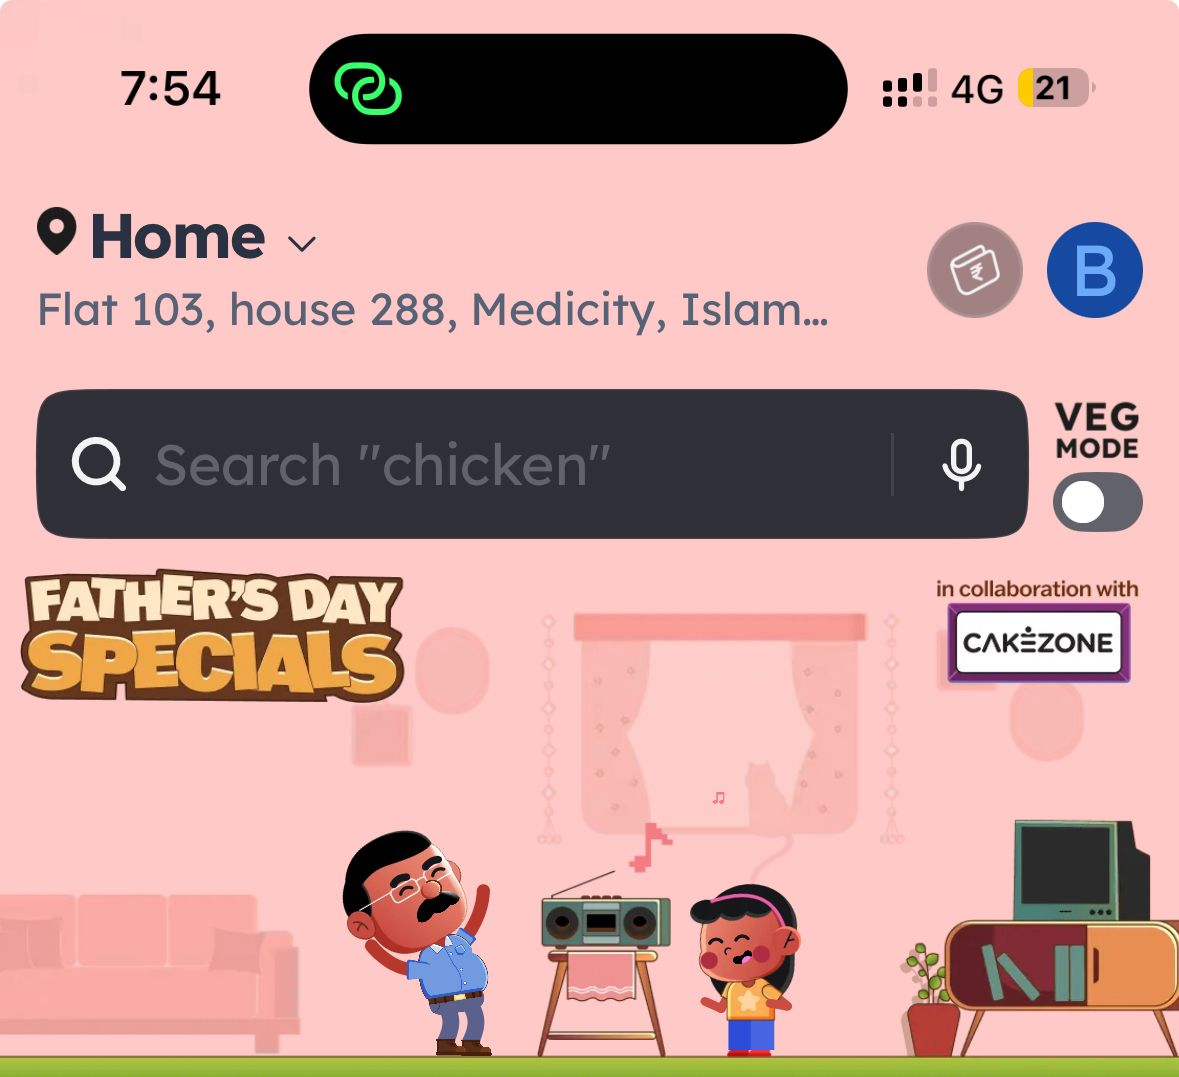 7:54
4G 21
Home
Flat 103, house 288, Medicity, Islam...
₹
B
Search "chicken"
VEG
MODE
FATHER'S DAY
SPECIALS
in collaboration with
CAKEZONE